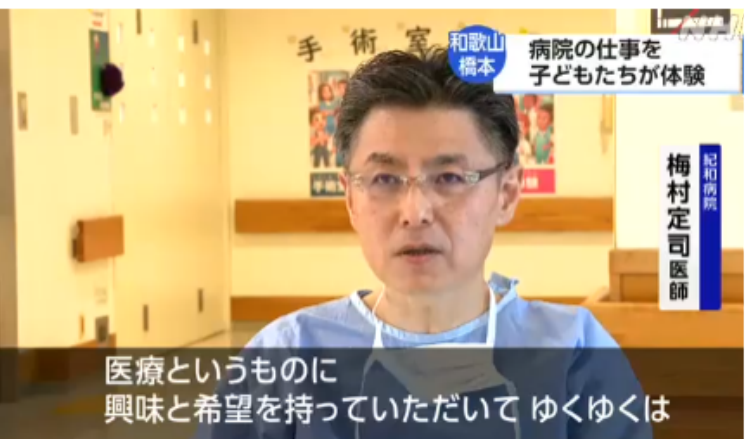 手術室
和歌山
橋本
病院の仕事を
子どもたちが体験
紀和病院
梅村定司医師
医療というものに
興味と希望を持っていただいて ゆくゆくは